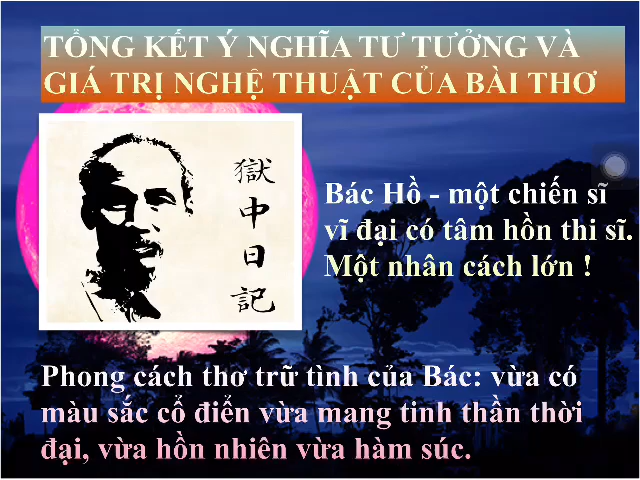 TỔNG KẾT Ý NGHĨA TƯ TƯỞNG VÀ
GIÁ TRỊ NGHỆ THUẬT CỦA BÀI THƠ
獄
中
日
記
Bác Hồ - một chiến sĩ
vĩ đại có tâm hồn thi sĩ.
Một nhân cách lớn !
Phong cách thơ trữ tình của Bác: vừa có
màu sắc cổ điển vừa mang tinh thần thời
đại, vừa hồn nhiên vừa hàm súc.